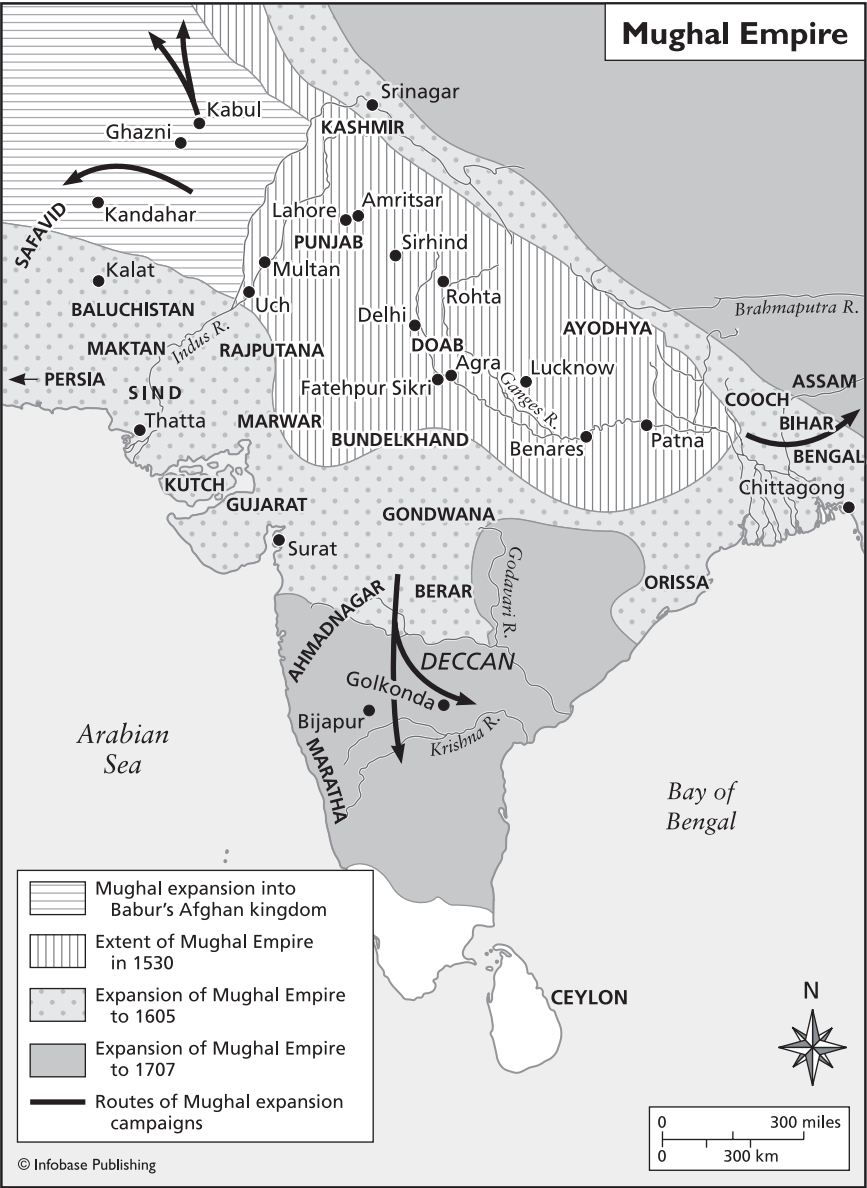 Mughal Empire
Srinagar
Kabul
KASHMIR
Ghazni
Amritsar
Lahore
Kandahar
SAFAVID
PUNJAB
Sirhind
Kalat
Multan
Rohta
Uch
BALUCHISTAN
Brahmaputra R.
Delhi
AYODHYA
Indus R.
DOAB
MAKTAN
RAJPUTANA
Agra
Lucknow
PERSIA
ASSAM
Fatehpur Sikri
Ganges R.
SIND
COOCH
Thatta
MARWAR
BIHAR
BUNDELKHAND
Patna
Benares
BENGAL
KUTCH
Chittagong
GUJARAT
GONDWANA
Surat
Godavari R.
ORISSA
BERAR
AHMADNAGAR
DECCAN
Golkonda
Bijapur
Krishna R.
MARATHA
Arabian
Sea
Bay of
Bengal
Mughal expansion into
Babur's Afghan kingdom
Extent of Mughal Empire
in 1530
Expansion of Mughal Empire
to 1605
Expansion of Mughal Empire
to 1707
Routes of Mughal expansion
campaigns
CEYLON
N
0 300 miles
0 300 km
© Infobase Publishing